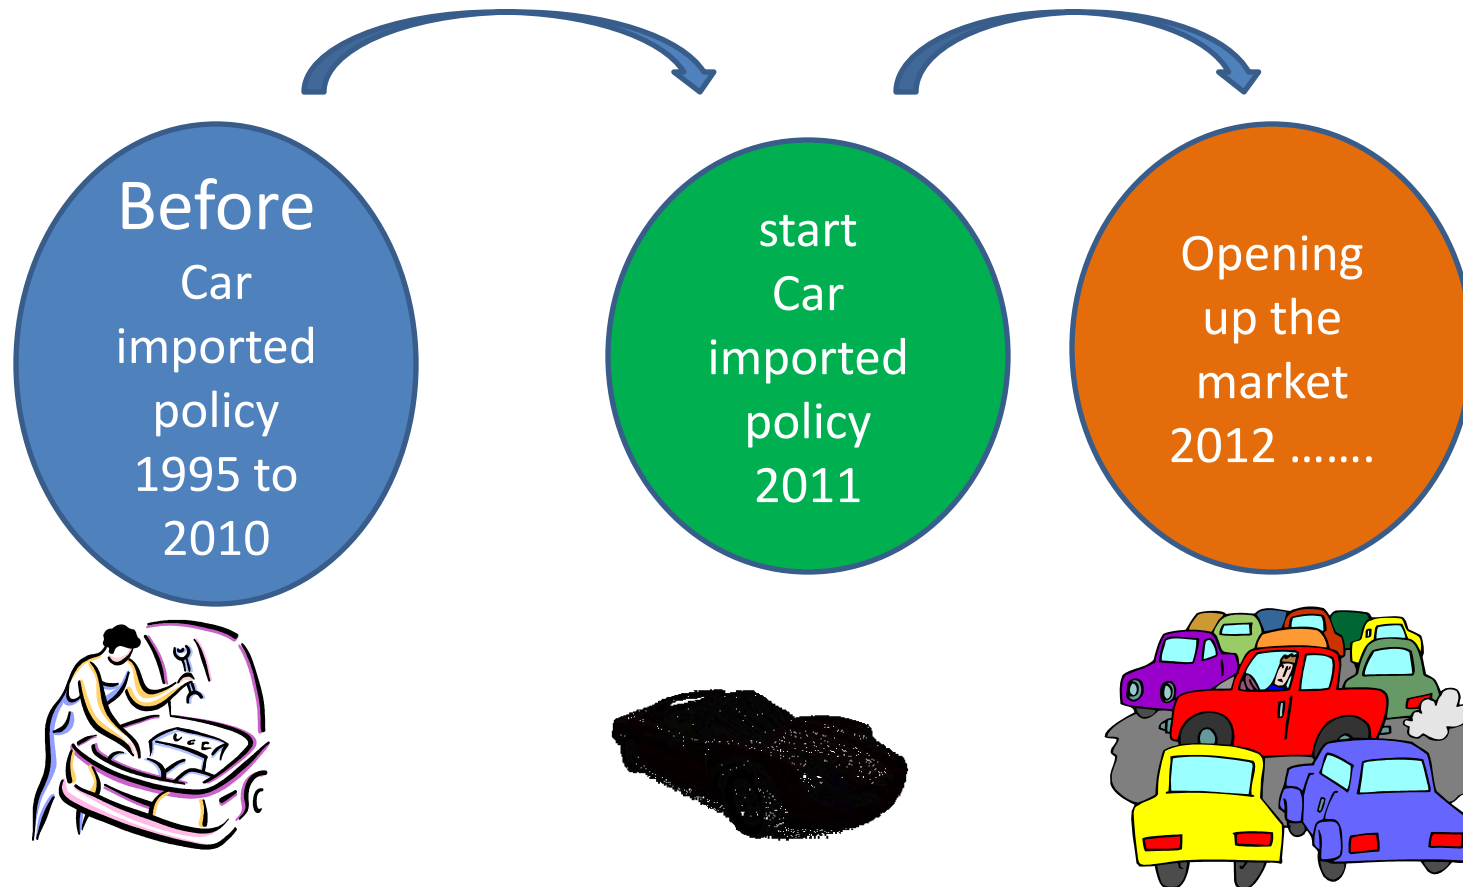 Before
Car
imported
policy
1995 to
2010
start
Car
imported
policy
2011
Opening
up the
market
2012 …….